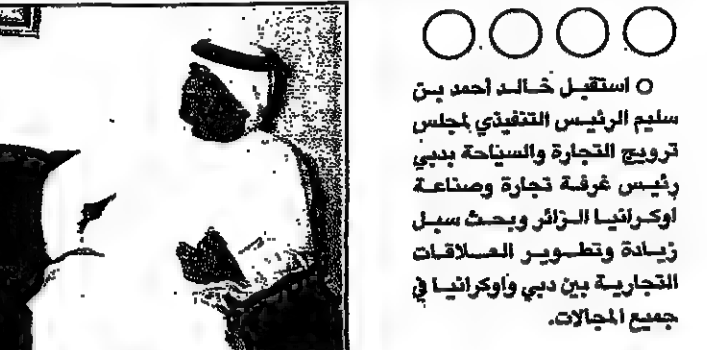 O استقبل خالد أحمد بن
سليم الرئيس التنفيذي لمجلس
ترويج التجارة والسياحة بدبي
رئيس غرفة تجارة وصناعة
اوكرانيا الزائر وبحث سبل
زيادة وتطوير العلاقات
التجارية بين دبي واوكرانيا في
جميع المجالات.